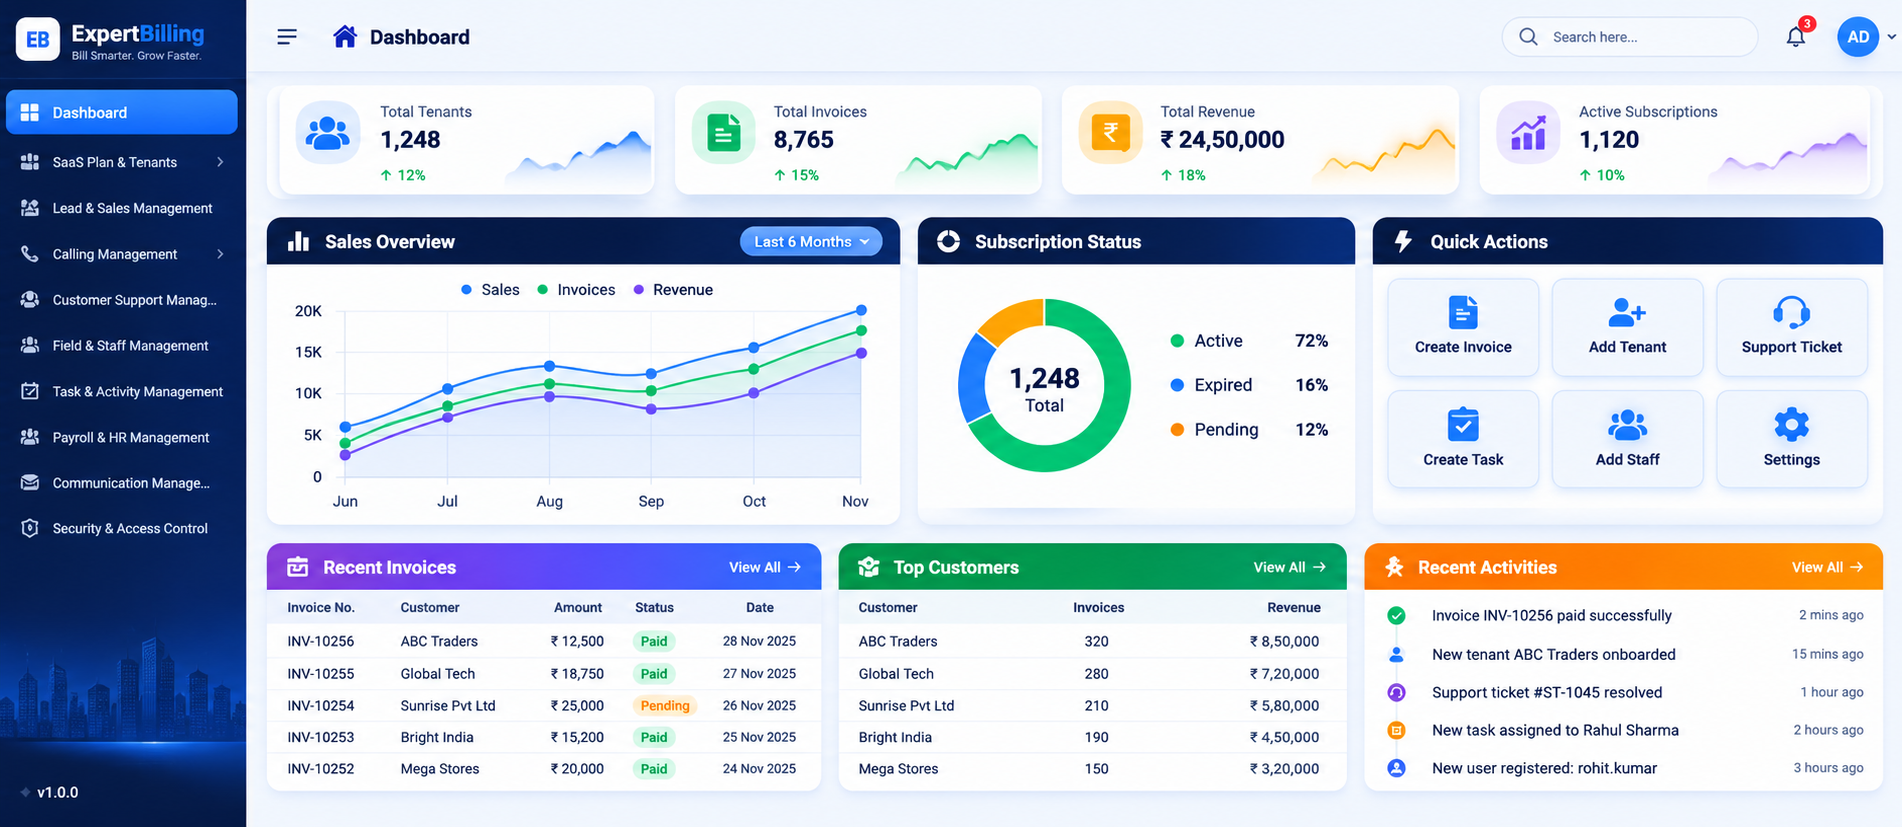 EB
ExpertBilling
Bill Smarter. Grow Faster.
Dashboard
SaaS Plan & Tenants
Lead & Sales Management
Calling Management
Customer Support Manag...
Field & Staff Management
Task & Activity Management
Payroll & HR Management
Communication Manage...
Security & Access Control
v1.0.0
Dashboard
Search here...
3
AD
Total Tenants
1,248
↑ 12%
Total Invoices
8,765
↑ 15%
₹
Total Revenue
₹ 24,50,000
↑ 18%
Active Subscriptions
1,120
↑ 10%
Sales Overview
Last 6 Months
Sales Invoices Revenue
20K
15K
10K
5K
0
Jun Jul Aug Sep Oct Nov
Subscription Status
1,248
Total
Active 72%
Expired 16%
Pending 12%
Quick Actions
Create Invoice
Add Tenant
Support Ticket
Create Task
Add Staff
Settings
Recent Invoices
View All →
Invoice No. Customer Amount Status Date
INV-10256 ABC Traders ₹ 12,500 Paid 28 Nov 2025
INV-10255 Global Tech ₹ 18,750 Paid 27 Nov 2025
INV-10254 Sunrise Pvt Ltd ₹ 25,000 Pending 26 Nov 2025
INV-10253 Bright India ₹ 15,200 Paid 25 Nov 2025
INV-10252 Mega Stores ₹ 20,000 Paid 24 Nov 2025
Top Customers
View All →
Customer Invoices Revenue
ABC Traders 320 ₹ 8,50,000
Global Tech 280 ₹ 7,20,000
Sunrise Pvt Ltd 210 ₹ 5,80,000
Bright India 190 ₹ 4,50,000
Mega Stores 150 ₹ 3,20,000
Recent Activities
View All →
Invoice INV-10256 paid successfully 2 mins ago
New tenant ABC Traders onboarded 15 mins ago
Support ticket #ST-1045 resolved 1 hour ago
New task assigned to Rahul Sharma 2 hours ago
New user registered: rohit.kumar 3 hours ago